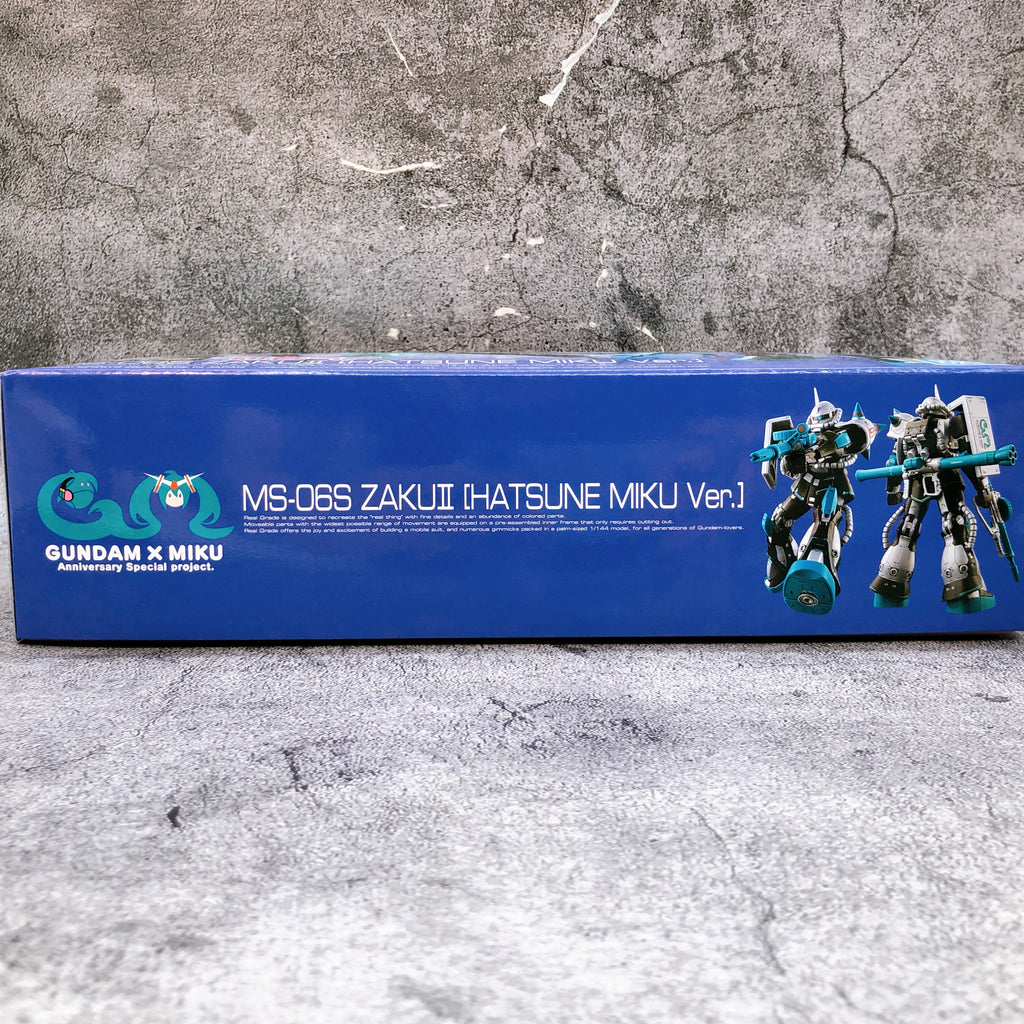 HATSUNE MIKU Ver.]
GUNDAM X MIKU
Anniversary Special project.
MS-06S ZAKUⅡ [HATSUNE MIKU Ver.]
Real Grade is designed to recreate the "real thing" with fine details and an abundance of colored parts.
Moveable parts with the widest possible range of movement are equipped on a pre-assembled inner frame that only requires cutting out.
Real Grade offers the joy and excitement of building a mobile suit, and numerous gimmicks packed in a palm-sized 1/144 model, for all generations of Gundam-lovers.